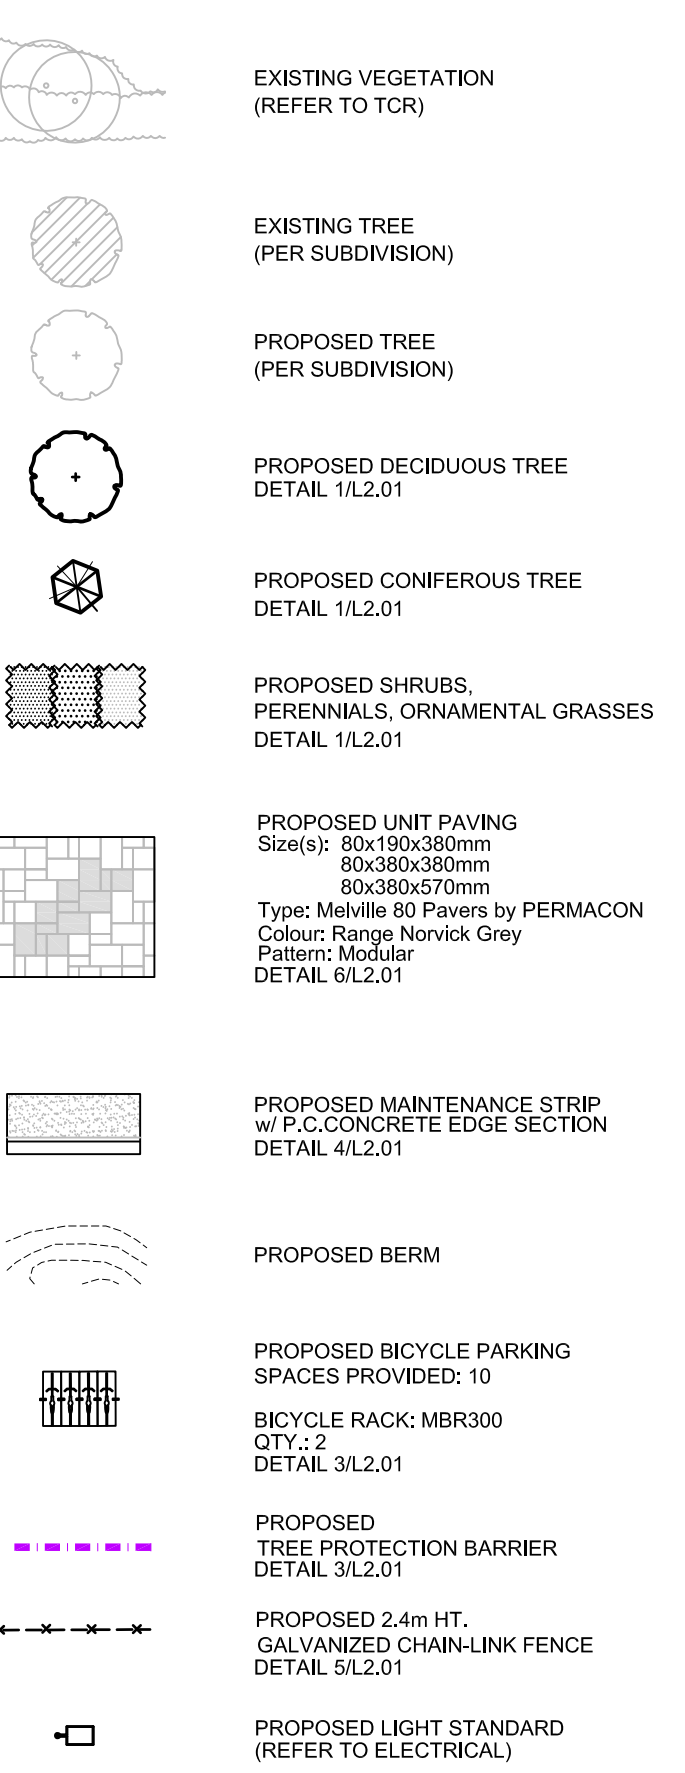 EXISTING VEGETATION
(REFER TO TCR)
EXISTING TREE
(PER SUBDIVISION)
PROPOSED TREE
(PER SUBDIVISION)
PROPOSED DECIDUOUS TREE
DETAIL 1/L2.01
PROPOSED CONIFEROUS TREE
DETAIL 1/L2.01
PROPOSED SHRUBS,
PERENNIALS, ORNAMENTAL GRASSES
DETAIL 1/L2.01
PROPOSED UNIT PAVING
Size(s): 80x190x380mm
80x380x380mm
80x380x570mm
Type: Melville 80 Pavers by PERMACON
Colour: Range Norvick Grey
Pattern: Modular
DETAIL 6/L2.01
PROPOSED MAINTENANCE STRIP
w/ P.C.CONCRETE EDGE SECTION
DETAIL 4/L2.01
PROPOSED BERM
PROPOSED BICYCLE PARKING
SPACES PROVIDED: 10
BICYCLE RACK: MBR300
QTY.: 2
DETAIL 3/L2.01
PROPOSED
TREE PROTECTION BARRIER
DETAIL 3/L2.01
PROPOSED 2.4m HT.
GALVANIZED CHAIN-LINK FENCE
DETAIL 5/L2.01
PROPOSED LIGHT STANDARD
(REFER TO ELECTRICAL)